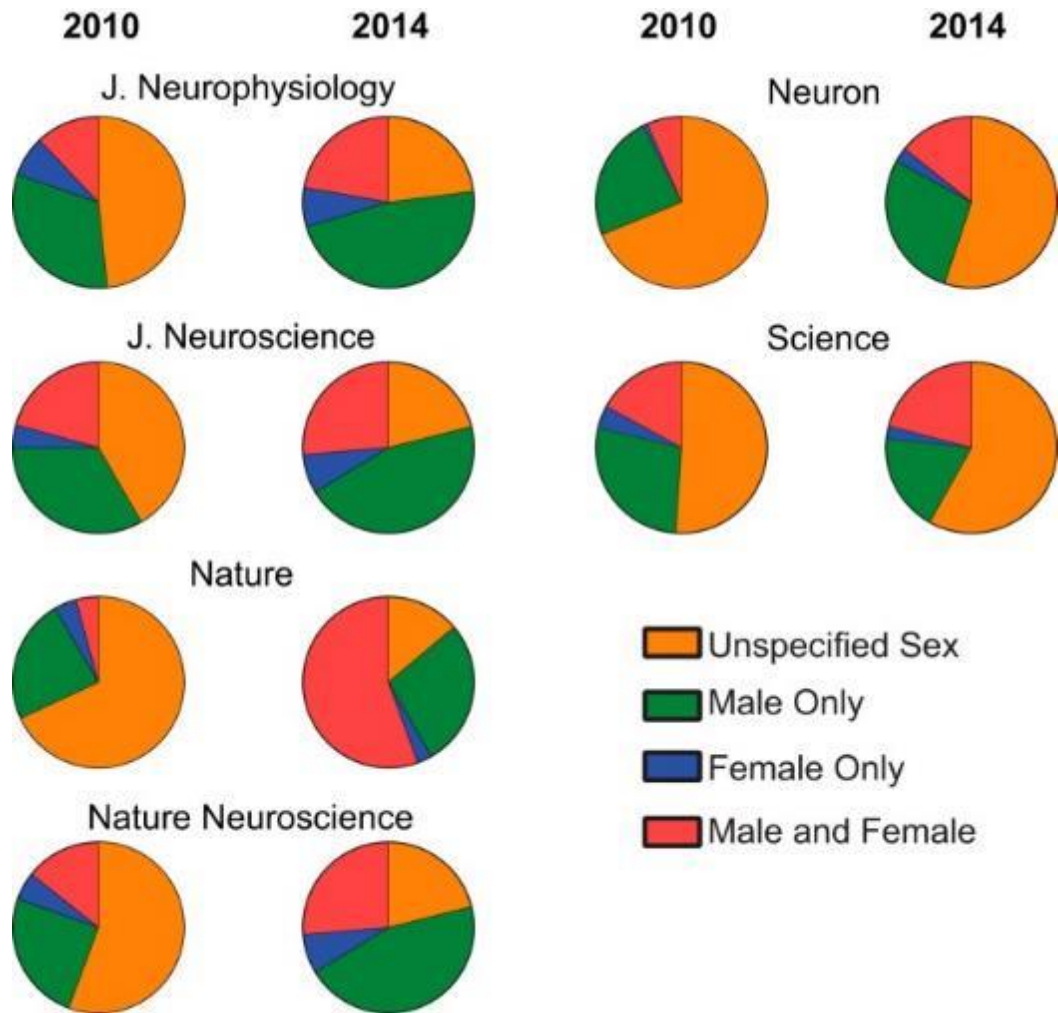 2010 2014 2010 2014
J. Neurophysiology
Neuron
J. Neuroscience
Science
Nature
Nature Neuroscience
Unspecified Sex
Male Only
Female Only
Male and Female